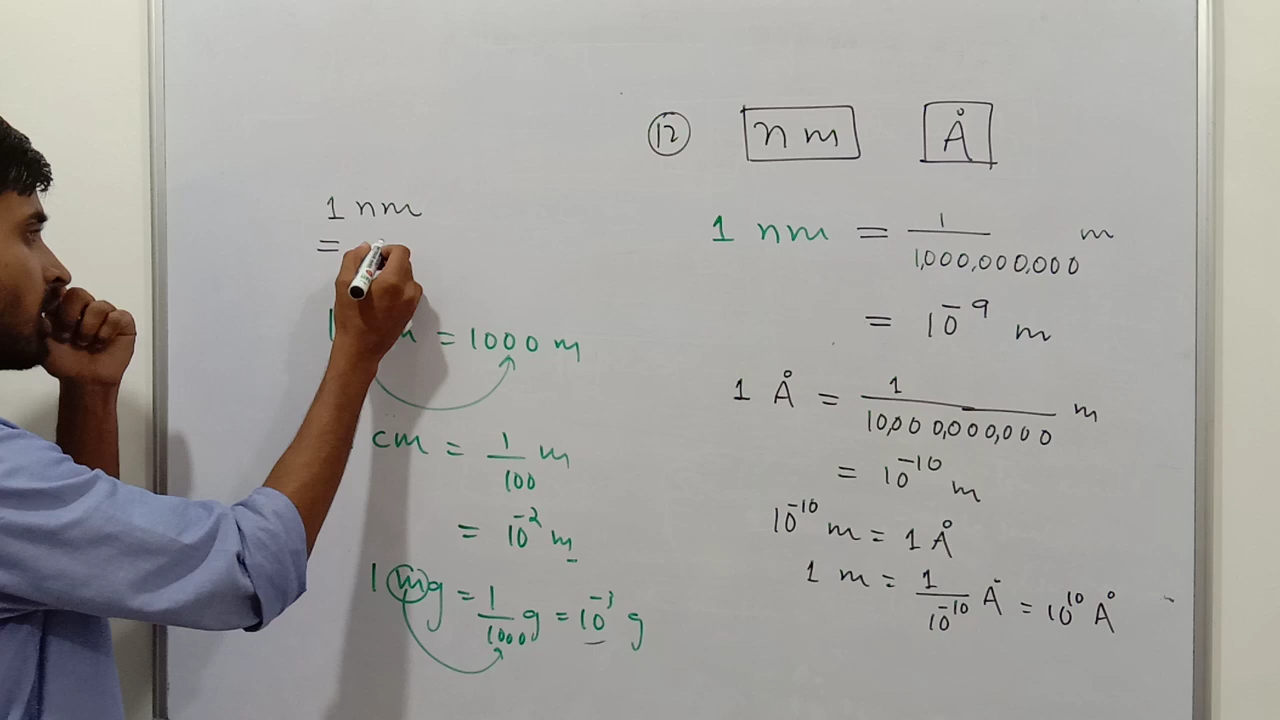 ⑫ nm Å
1 nm
=
1 nm = 1/1,000,000,000 m
= 10⁻⁹ m
= 1000 m
cm = 1/100 m
= 10⁻² m
1 mg = 1/1000 g = 10⁻³ g
1 Å = 1/10,000,000,000 m
= 10⁻¹⁰ m
10⁻¹⁰ m = 1 Å
1 m = 1/10⁻¹⁰ Å = 10¹⁰ Å